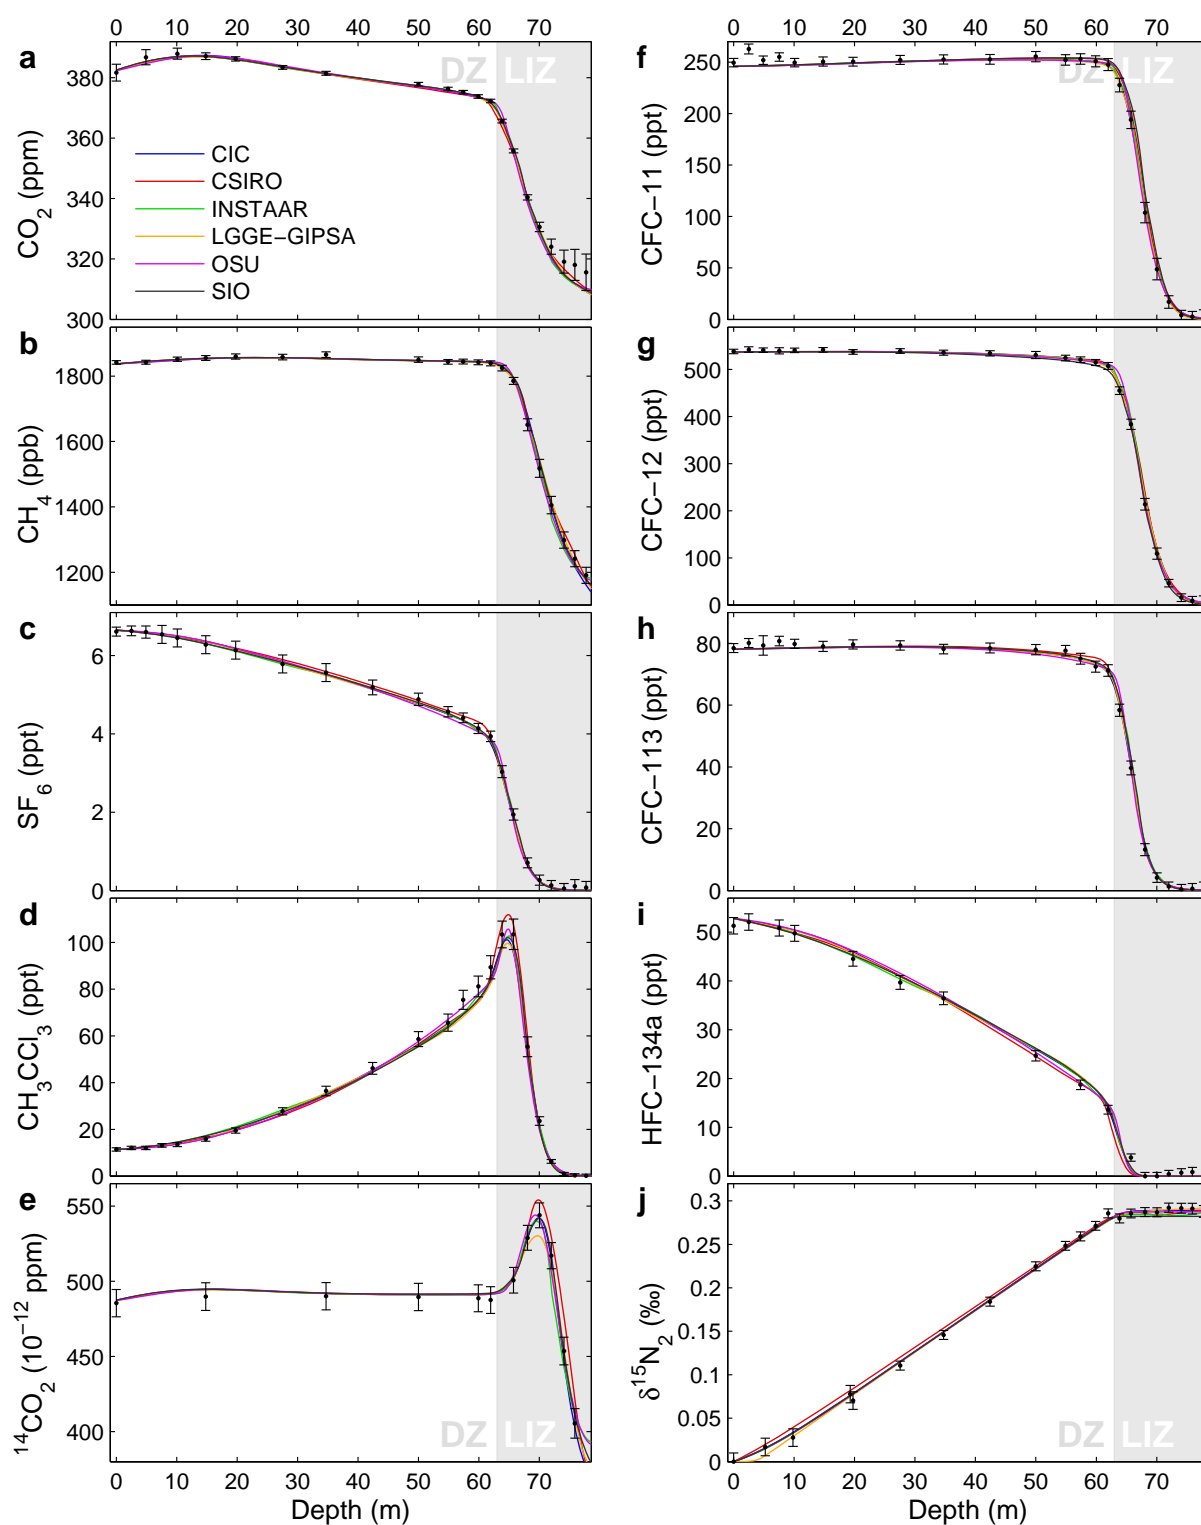 0 10 20 30 40 50 60 70
0 10 20 30 40 50 60 70
a
DZ LIZ
380
360
340
320
300
CO2 (ppm)
CIC
CSIRO
INSTAAR
LGGE−GIPSA
OSU
SIO
f
DZ LIZ
250
200
150
100
50
0
CFC−11 (ppt)
b
1800
1600
1400
1200
CH4 (ppb)
g
500
400
300
200
100
0
CFC−12 (ppt)
c
6
4
2
0
SF6 (ppt)
h
80
60
40
20
0
CFC−113 (ppt)
d
100
80
60
40
20
0
CH3CCl3 (ppt)
i
50
40
30
20
10
0
HFC−134a (ppt)
e
550
500
450
400
14CO2 (10−12 ppm)
DZ LIZ
0 10 20 30 40 50 60 70
Depth (m)
j
0.3
0.25
0.2
0.15
0.1
0.05
0
δ15N2 (‰)
DZ LIZ
0 10 20 30 40 50 60 70
Depth (m)